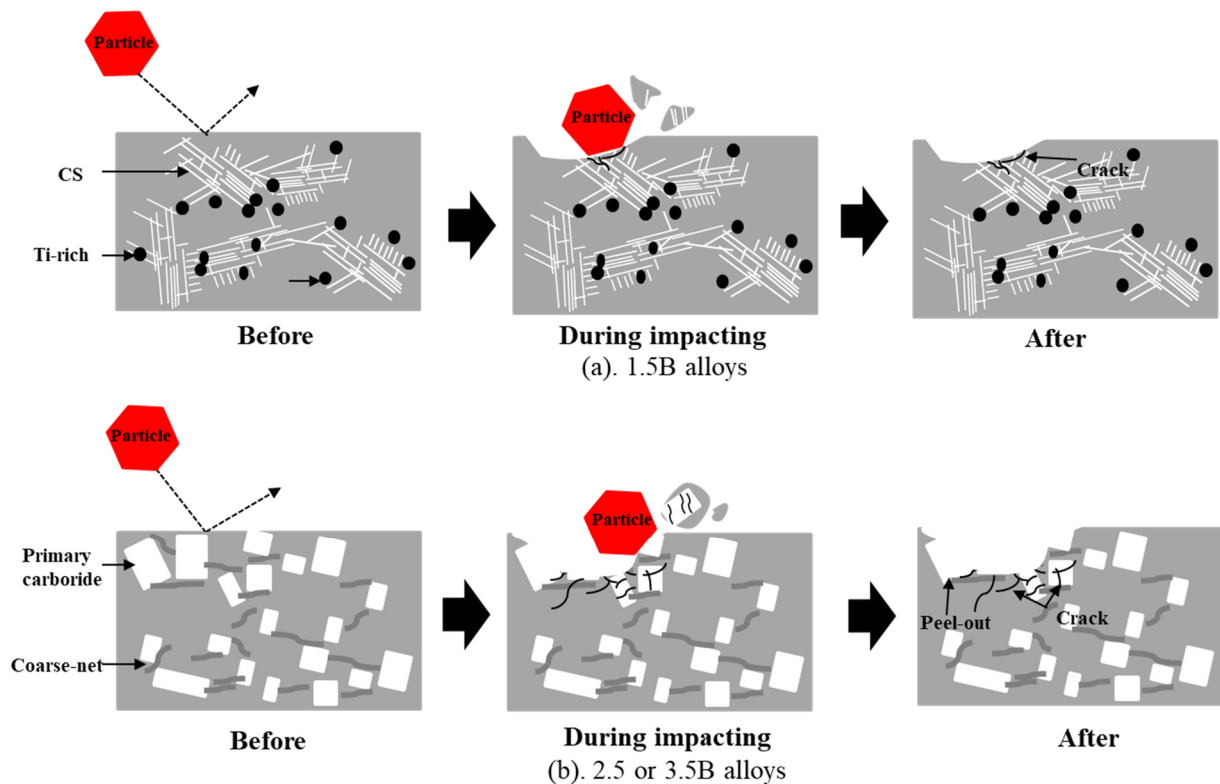 Particle
CS
Ti-rich
Before
Particle
During impacting
(a). 1.5B alloys
Crack
After
Particle
Primary
carboride
Coarse-net
Before
Particle
During impacting
(b). 2.5 or 3.5B alloys
Peel-out
Crack
After